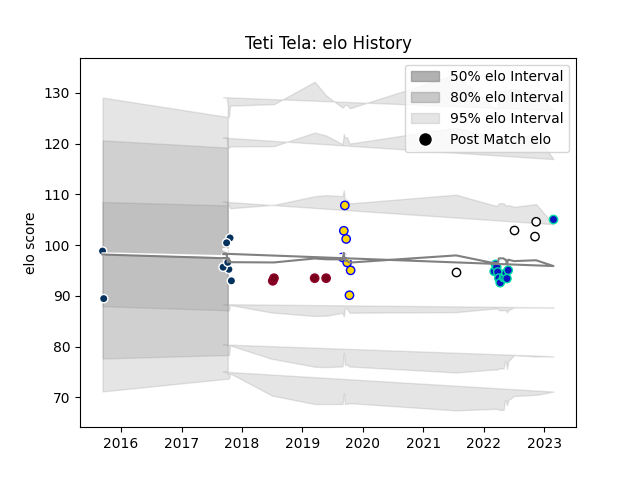 Teti Tela: elo History
50% elo Interval
80% elo Interval
95% elo Interval
Post Match elo
elo score
130
120
110
100
90
80
70
2016 2017 2018 2019 2020 2021 2022 2023